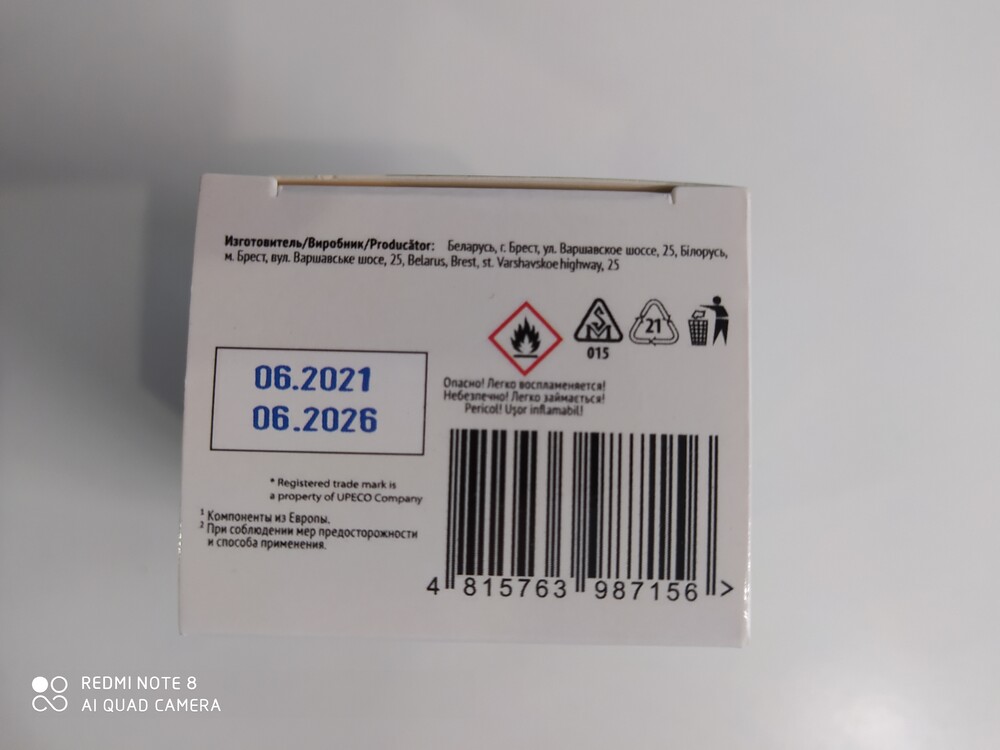 Изготовитель/Виробник/Producător: Беларусь, г. Брест, ул. Варшавское шоссе, 25, Білорусь,
м. Брест, вул. Варшавське шосе, 25, Belarus, Brest, st. Varshavskoe highway, 25
SM
015
21
06.2021
06.2026
Опасно! Легко воспламеняется!
Небезпечно! Легко займається!
Pericol! Uşor inflamabil!
* Registered trade mark is
a property of UPECO Company
¹ Компоненты из Европы.
² При соблюдении мер предосторожности
и способа применения.
4 815763 987156 >
REDMI NOTE 8
AI QUAD CAMERA